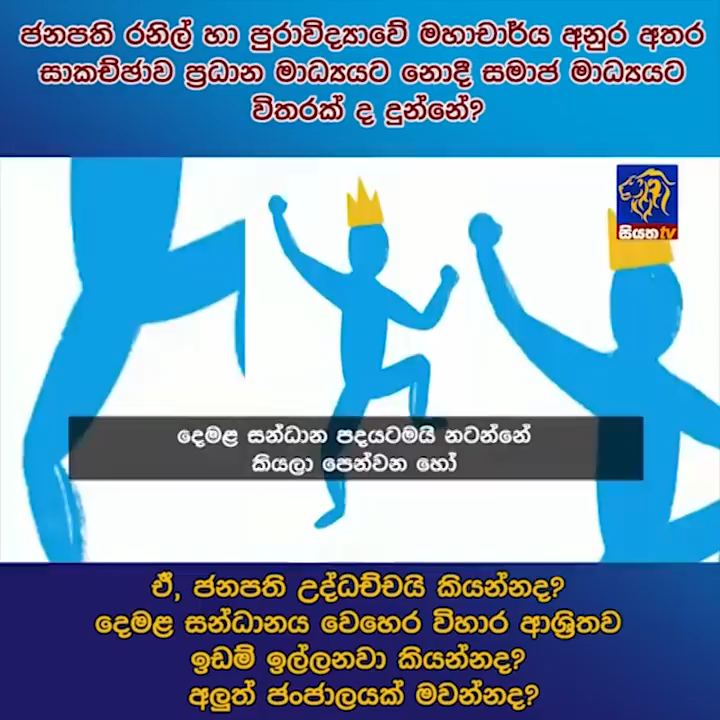 ජනපති රනිල් හා පුරාවිද්‍යාවේ මහාචාර්ය අනුර අතර
සාකච්ඡාව ප්‍රධාන මාධ්‍යයට නොදී සමාජ මාධ්‍යයට
විතරක් ද දුන්නේ?
සියත tv
දෙමළ සන්ධාන පදයටමයි නටන්නේ
කියලා පෙන්වන හෝ
ඒ, ජනපති උද්ධච්චයි කියන්නද?
දෙමළ සන්ධානය වෙහෙර විහාර ආශ්‍රිතව
ඉඩම් ඉල්ලනවා කියන්නද?
අලුත් ජංජාලයක් මවන්නද?